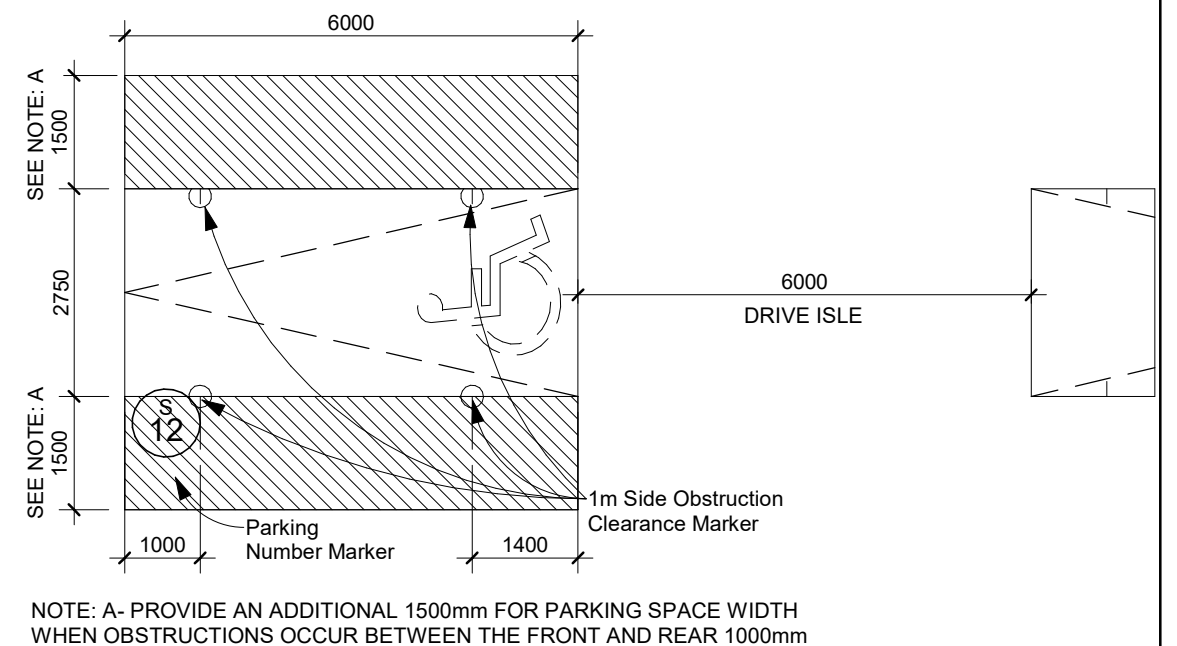 6000
SEE NOTE: A
1500
2750
6000
DRIVE ISLE
SEE NOTE: A
1500
S
12
1m Side Obstruction
Clearance Marker
Parking
Number Marker
1000
1400
NOTE: A- PROVIDE AN ADDITIONAL 1500mm FOR PARKING SPACE WIDTH
WHEN OBSTRUCTIONS OCCUR BETWEEN THE FRONT AND REAR 1000mm